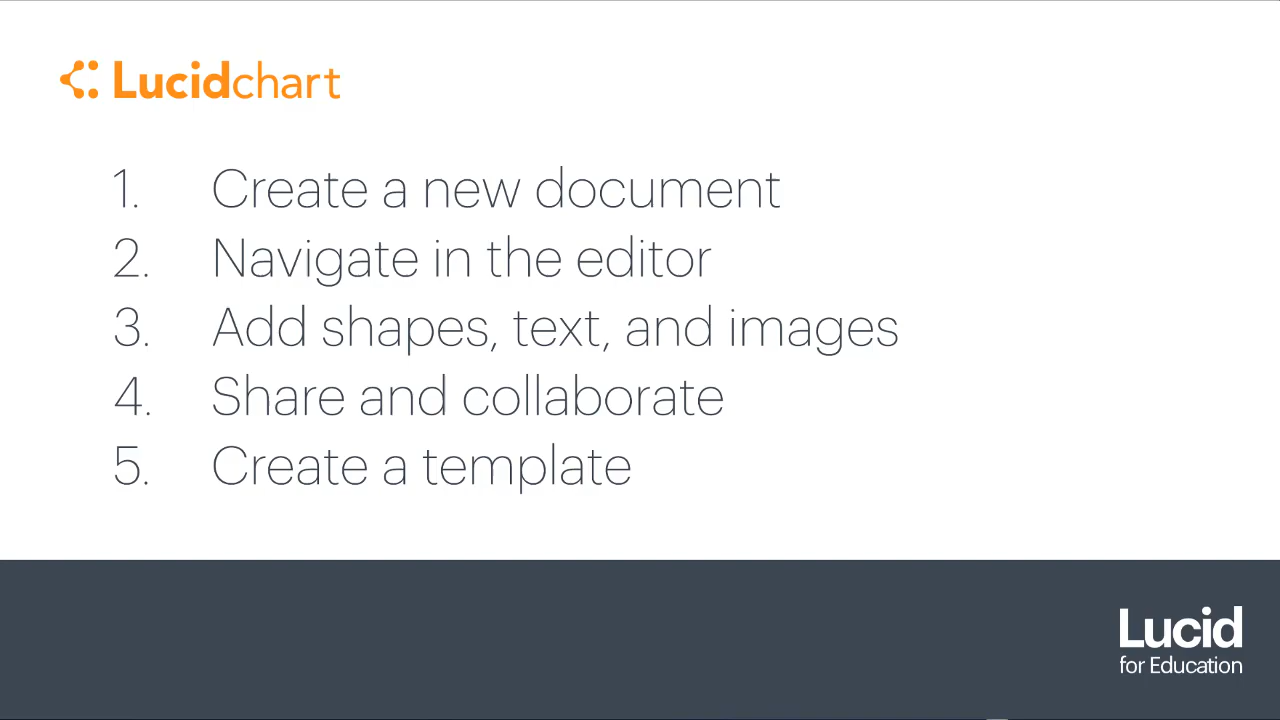 Lucidchart
1. Create a new document
2. Navigate in the editor
3. Add shapes, text, and images
4. Share and collaborate
5. Create a template
Lucid
for Education